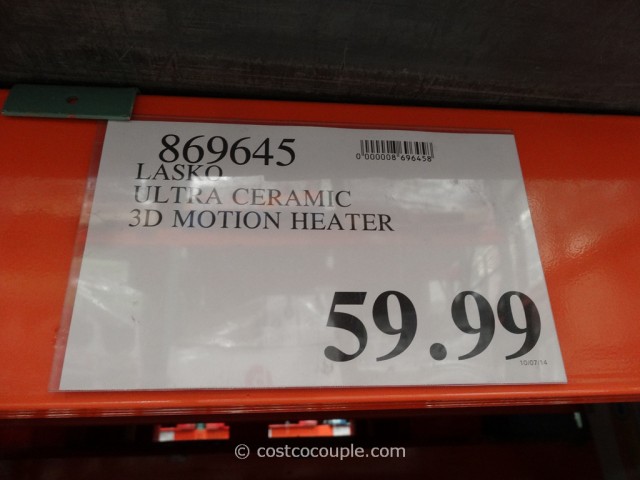 869645
0 000008 696458
LASKO
ULTRA CERAMIC
3D MOTION HEATER
59.99
10/07/14
© costcocouple.com